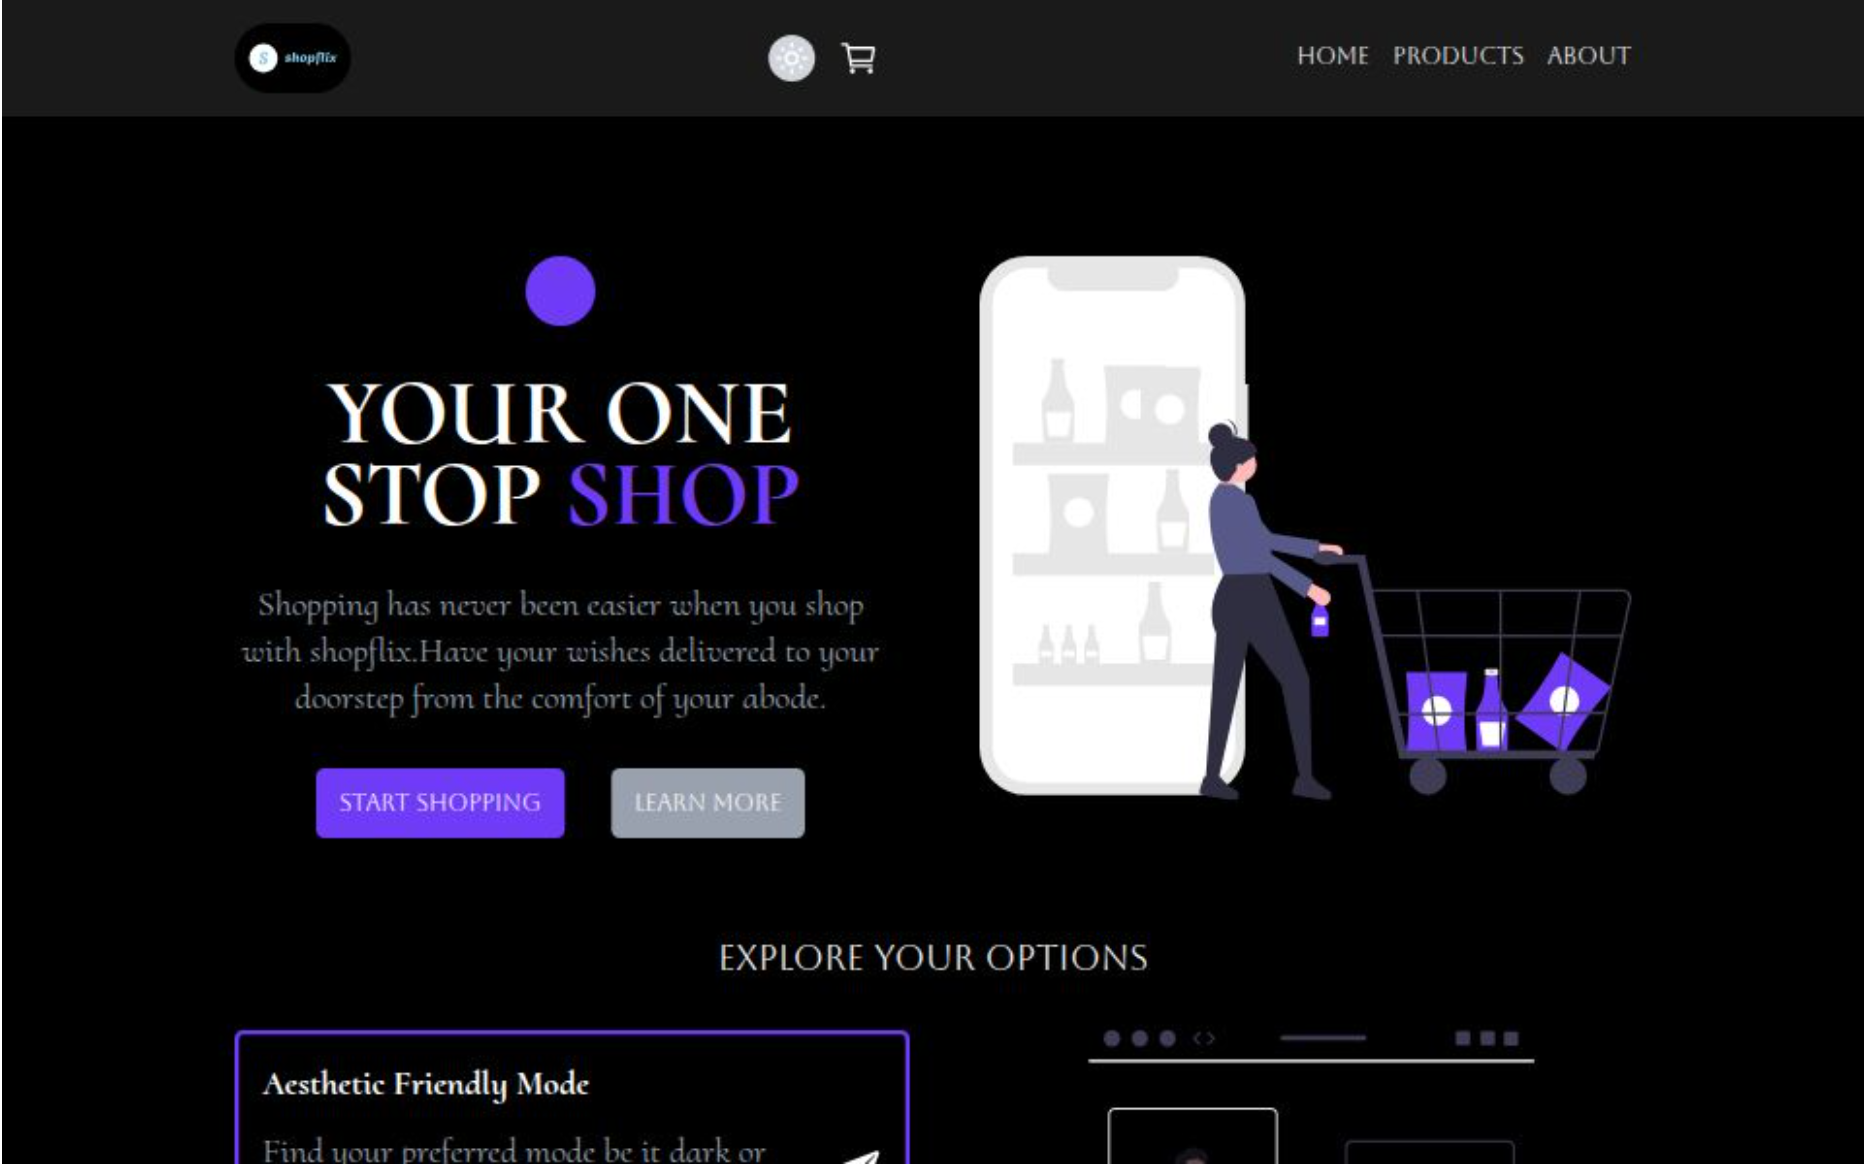 S shopflix
HOME PRODUCTS ABOUT
YOUR ONE
STOP SHOP
Shopping has never been easier when you shop
with shopflix.Have your wishes delivered to your
doorstep from the comfort of your abode.
START SHOPPING LEARN MORE
EXPLORE YOUR OPTIONS
Aesthetic Friendly Mode
Find your preferred mode be it dark or